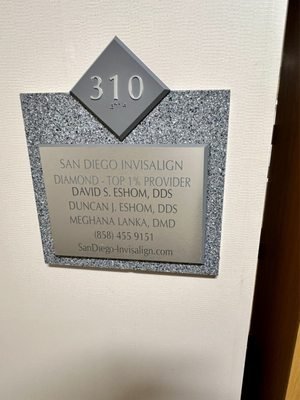 310
SAN DIEGO INVISALIGN
DIAMOND - TOP 1% PROVIDER
DAVID S. ESHOM, DDS
DUNCAN J. ESHOM, DDS
MEGHANA LANKA, DMD
(858) 455 9151
SanDiego-Invisalign.com